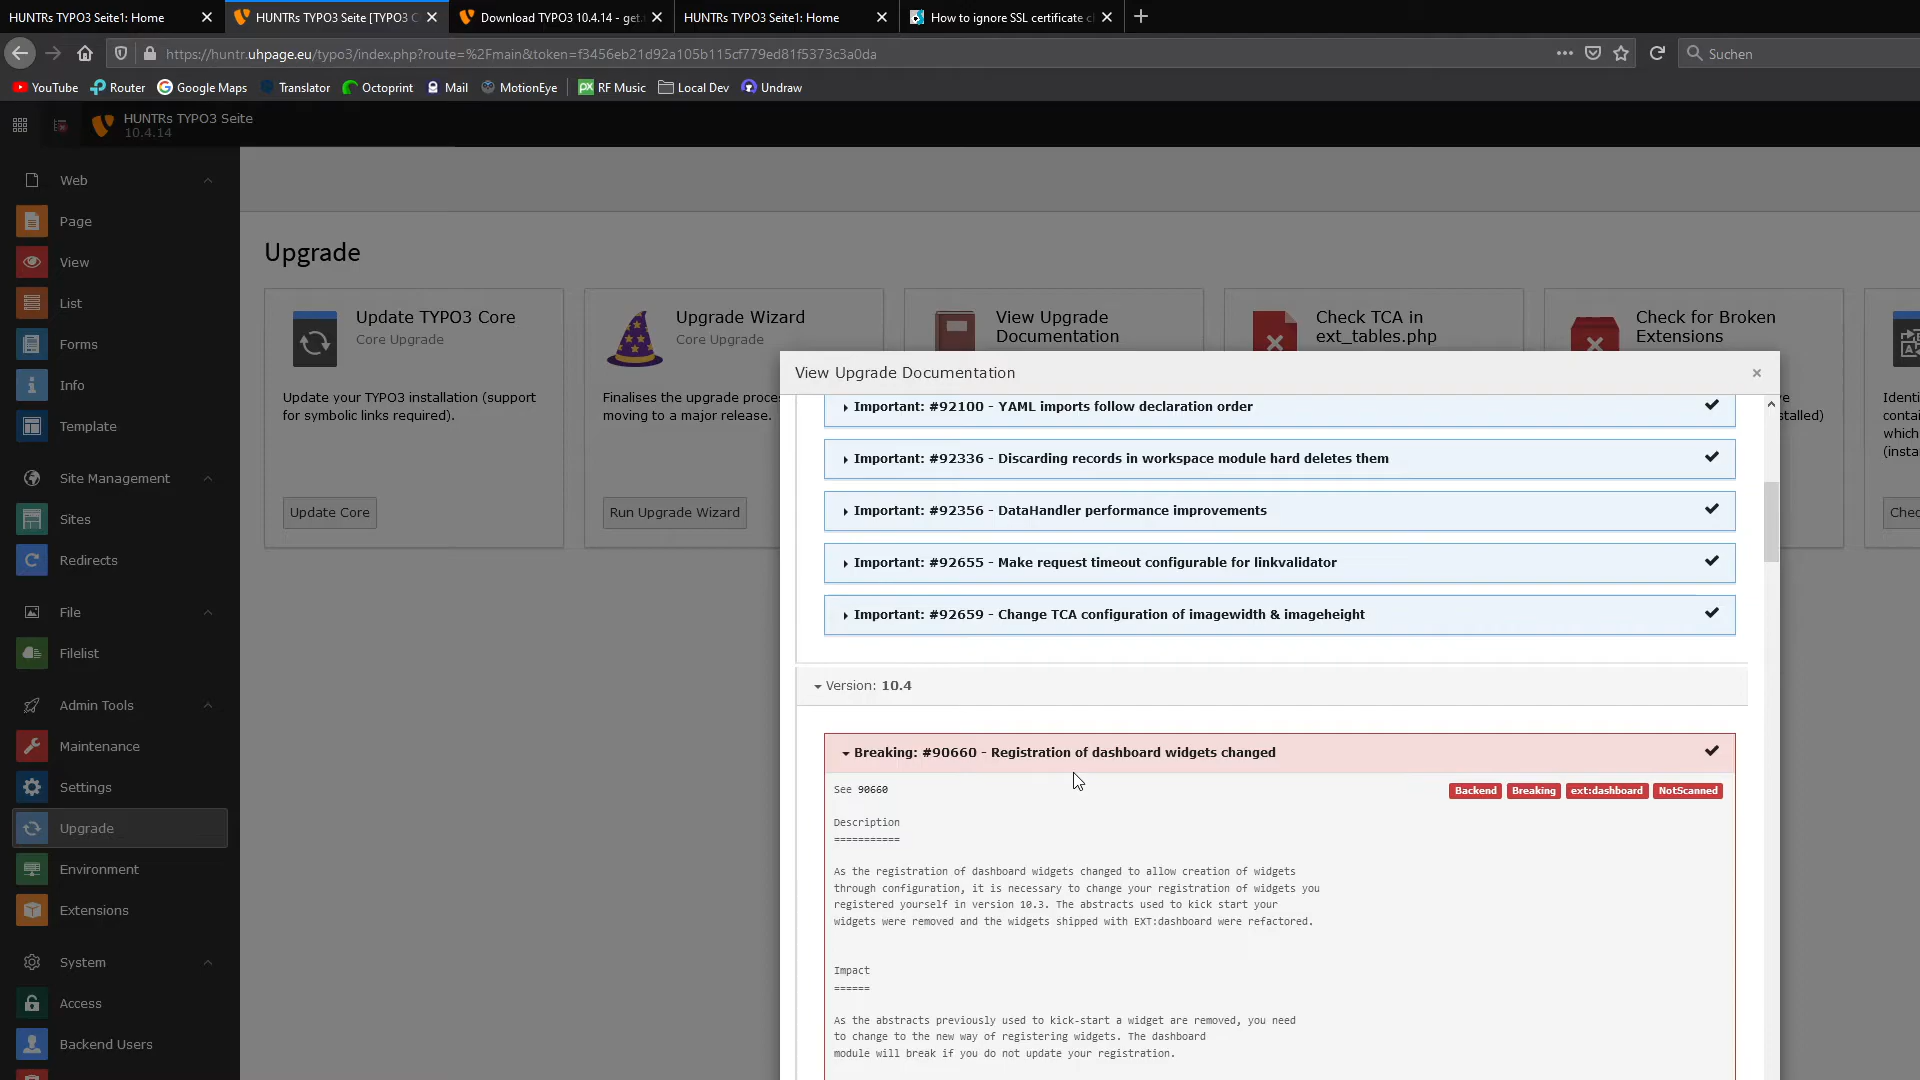 HUNTRs TYPO3 Seite1: Home
HUNTRs TYPO3 Seite [TYPO3 C
Download TYPO3 10.4.14 - get.
HUNTRs TYPO3 Seite1: Home
How to ignore SSL certificate c
https://huntr.uhpage.eu/typo3/index.php?route=%2Fmain&token=f3456eb21d92a105b115cf779ed81f5373c3a0da
Suchen
YouTube
Router
Google Maps
Translator
Octoprint
Mail
MotionEye
RF Music
Local Dev
Undraw
HUNTRs TYPO3 Seite
10.4.14
Web
Page
View
List
Forms
Info
Template
Site Management
Sites
Redirects
File
Filelist
Admin Tools
Maintenance
Settings
Upgrade
Environment
Extensions
System
Access
Backend Users
Upgrade
Update TYPO3 Core
Core Upgrade
Update your TYPO3 installation (support
for symbolic links required).
Update Core
Upgrade Wizard
Core Upgrade
Finalises the upgrade proce
moving to a major release.
Run Upgrade Wizard
View Upgrade
Documentation
Check TCA in
ext_tables.php
Check for Broken
Extensions
e
stalled)
Identi
contai
which
(insta
Chec
View Upgrade Documentation
Important: #92100 - YAML imports follow declaration order
Important: #92336 - Discarding records in workspace module hard deletes them
Important: #92356 - DataHandler performance improvements
Important: #92655 - Make request timeout configurable for linkvalidator
Important: #92659 - Change TCA configuration of imagewidth & imageheight
Version: 10.4
Breaking: #90660 - Registration of dashboard widgets changed
See 90660
Backend
Breaking
ext:dashboard
NotScanned
Description
===========
As the registration of dashboard widgets changed to allow creation of widgets
through configuration, it is necessary to change your registration of widgets you
registered yourself in version 10.3. The abstracts used to kick start your
widgets were removed and the widgets shipped with EXT:dashboard were refactored.
Impact
======
As the abstracts previously used to kick-start a widget are removed, you need
to change to the new way of registering widgets. The dashboard
module will break if you do not update your registration.